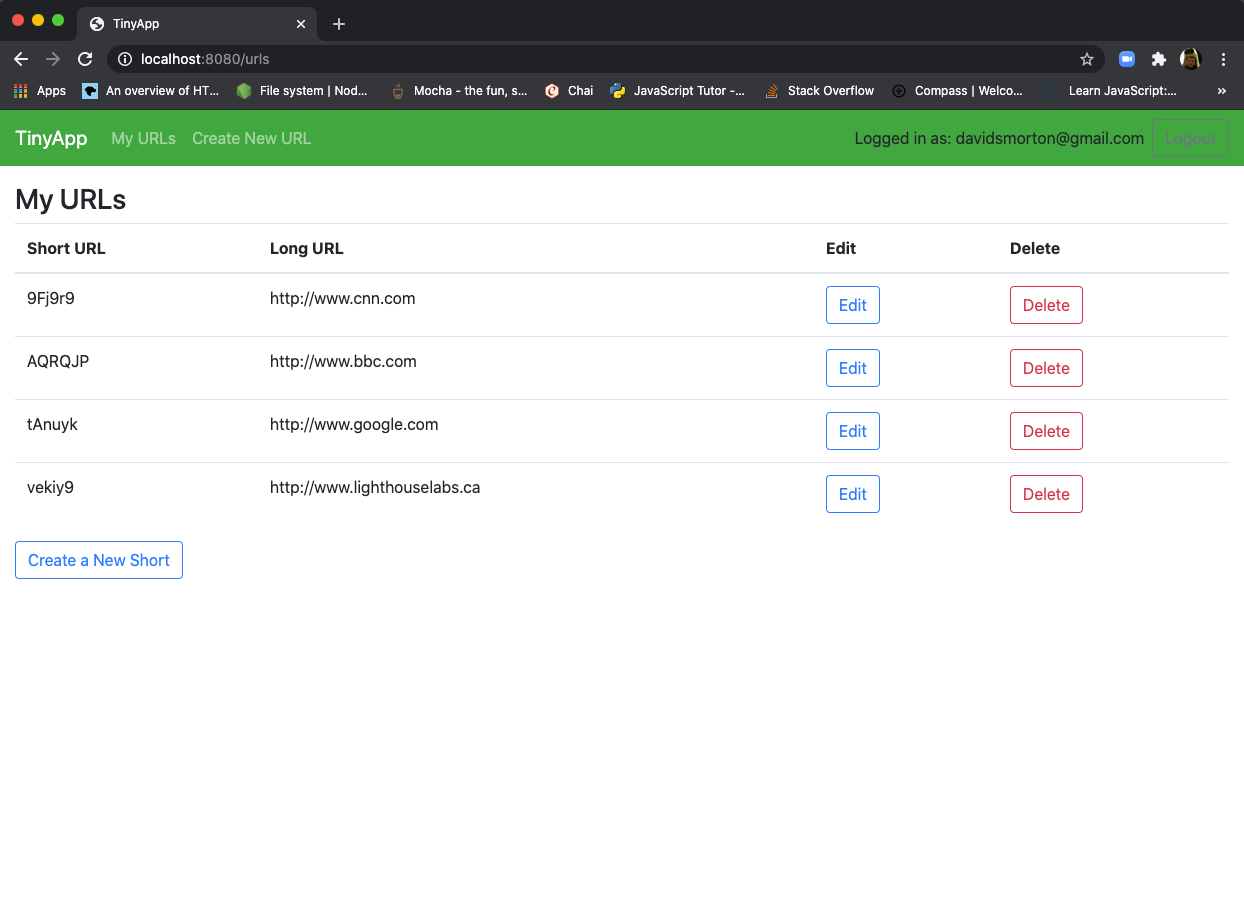 TinyApp
localhost:8080/urls
Apps An overview of HT... File system | Nod... Mocha - the fun, s... Chai JavaScript Tutor -... Stack Overflow Compass | Welco... Learn JavaScript:... »
TinyApp My URLs Create New URL Logged in as: davidsmorton@gmail.com Logout
My URLs
Short URL Long URL Edit Delete
9Fj9r9 http://www.cnn.com Edit Delete
AQRQJP http://www.bbc.com Edit Delete
tAnuyk http://www.google.com Edit Delete
vekiy9 http://www.lighthouselabs.ca Edit Delete
Create a New Short